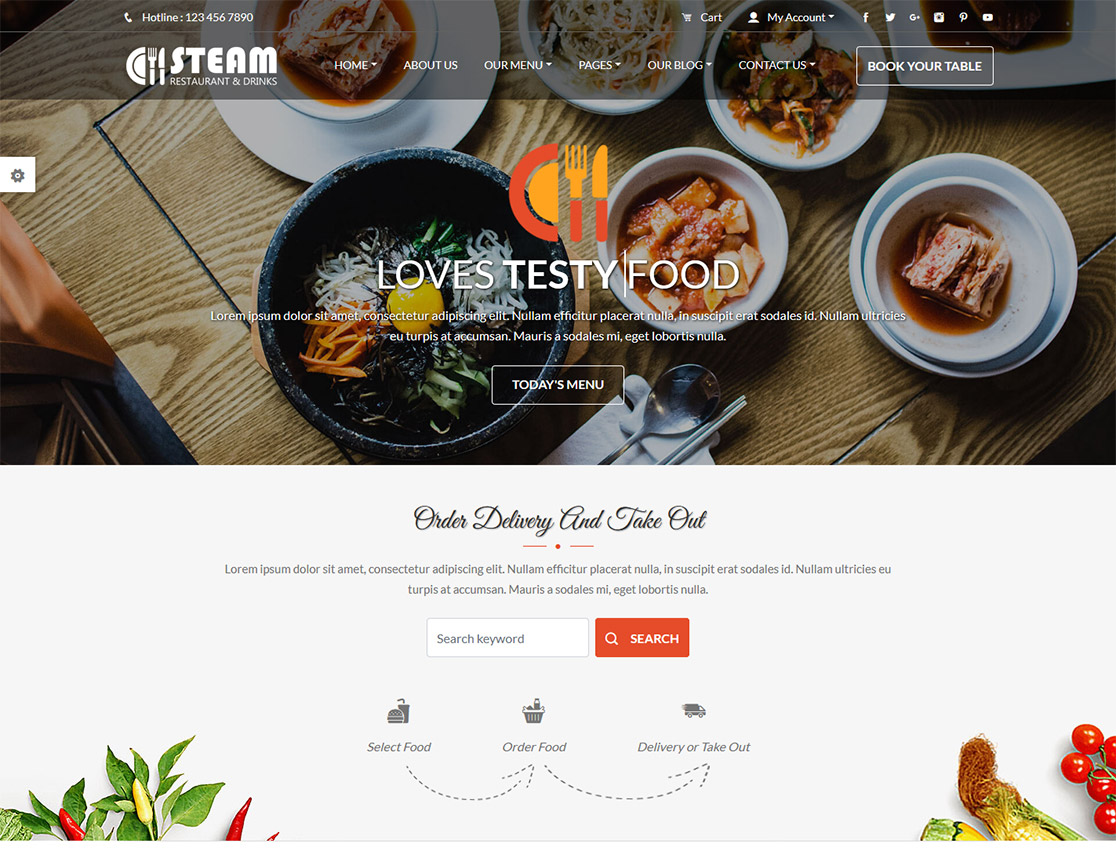 Hotline : 123 456 7890
Cart
My Account
STEAM
RESTAURANT & DRINKS
HOME
ABOUT US
OUR MENU
PAGES
OUR BLOG
CONTACT US
BOOK YOUR TABLE
LOVES TESTY FOOD
Lorem ipsum dolor sit amet, consectetur adipiscing elit. Nullam efficitur placerat nulla, in suscipit erat sodales id. Nullam ultricies
eu turpis at accumsan. Mauris a sodales mi, eget lobortis nulla.
TODAY'S MENU
Order Delivery And Take Out
Lorem ipsum dolor sit amet, consectetur adipiscing elit. Nullam efficitur placerat nulla, in suscipit erat sodales id. Nullam ultricies eu
turpis at accumsan. Mauris a sodales mi, eget lobortis nulla.
Search keyword
SEARCH
Select Food
Order Food
Delivery or Take Out